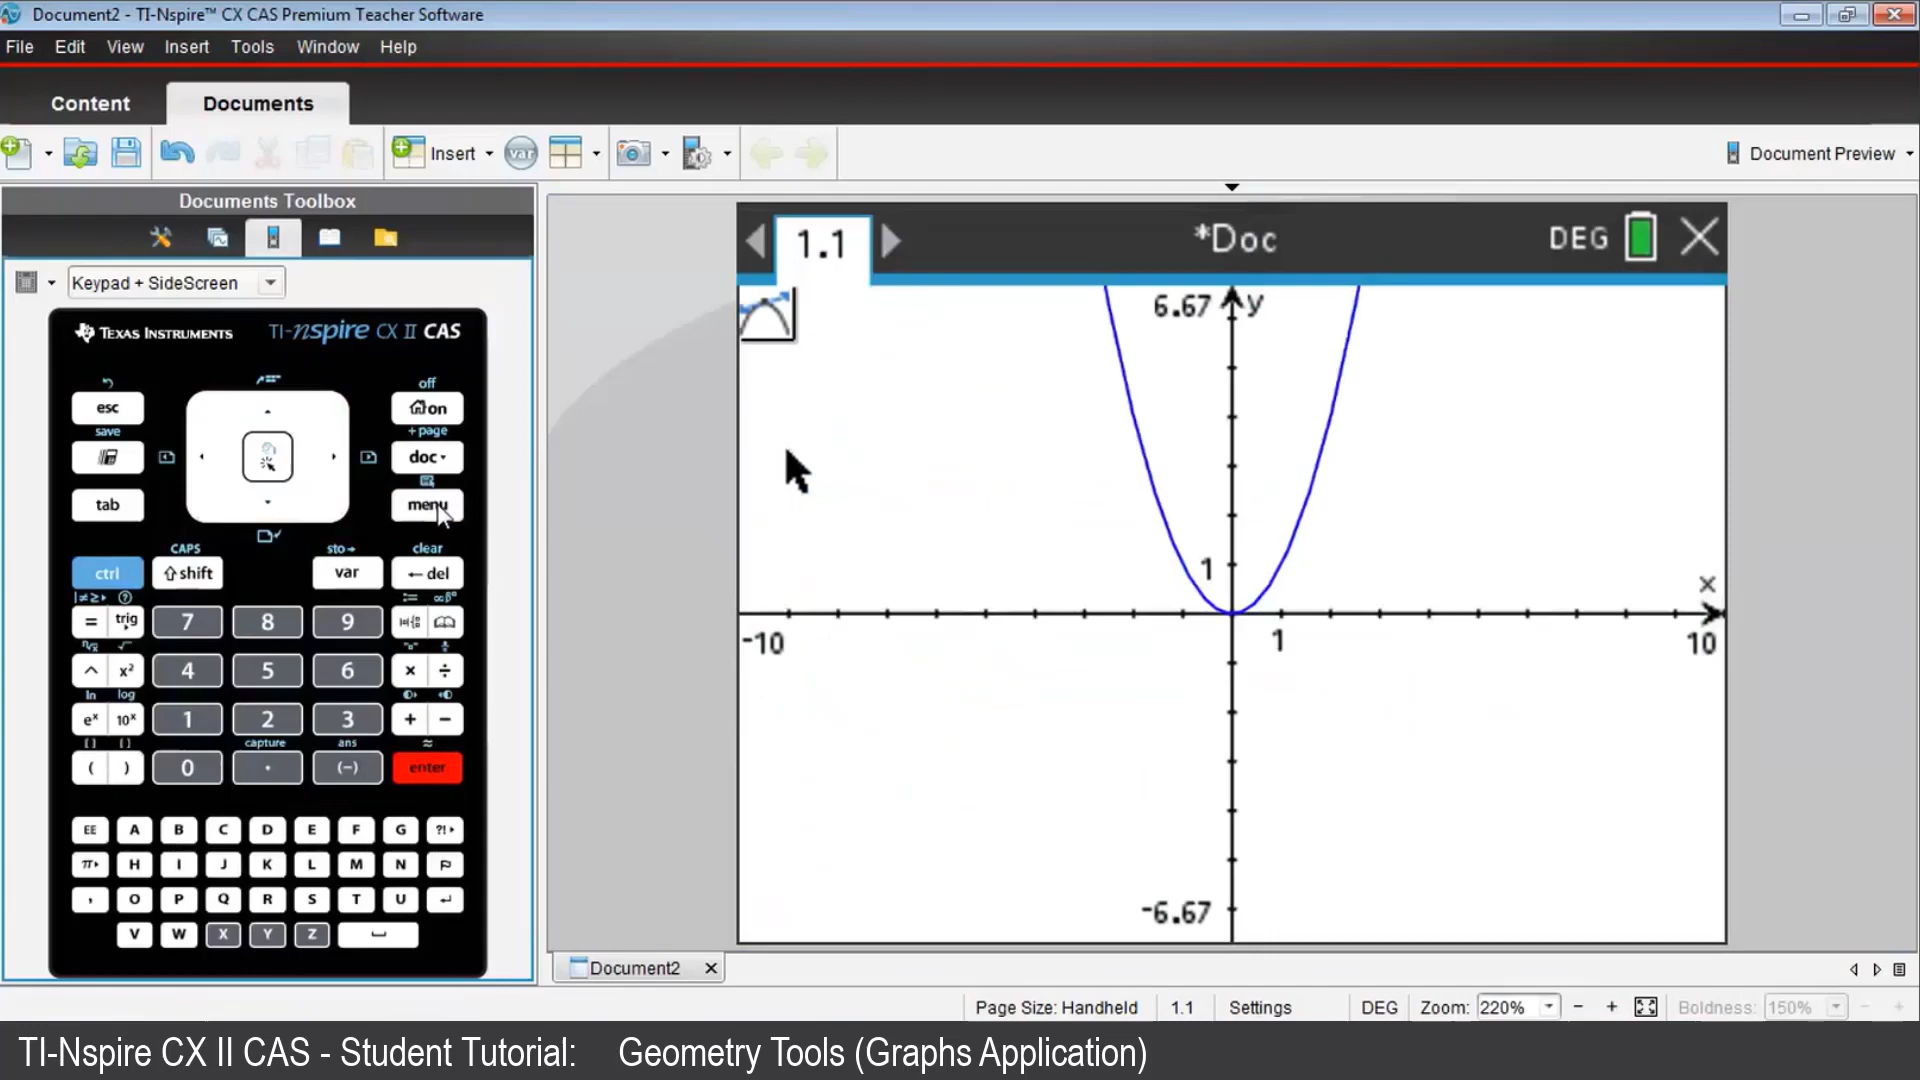 Document2 - TI-Nspire™ CX CAS Premium Teacher Software
File Edit View Insert Tools Window Help
Content Documents
Insert var Document Preview
Documents Toolbox
Keypad + SideScreen
TEXAS INSTRUMENTS TI-nspire CX II CAS
off
esc on
save + page
doc
tab menu
CAPS sto→ clear
ctrl shift var ←del
= trig 7 8 9
^ x² 4 5 6 × ÷
ln log
eˣ 10ˣ 1 2 3 + −
[ ] { } capture ans ≈
( ) 0 . (−) enter
EE A B C D E F G ?!▸
π▸ H I J K L M N
, O P Q R S T U
V W X Y Z
1.1 *Doc DEG
6.67 y
1
x
-10 1 10
-6.67
Document2
Page Size: Handheld 1.1 Settings DEG Zoom: 220% − + Boldness: 150% − +
TI-Nspire CX II CAS - Student Tutorial: Geometry Tools (Graphs Application)